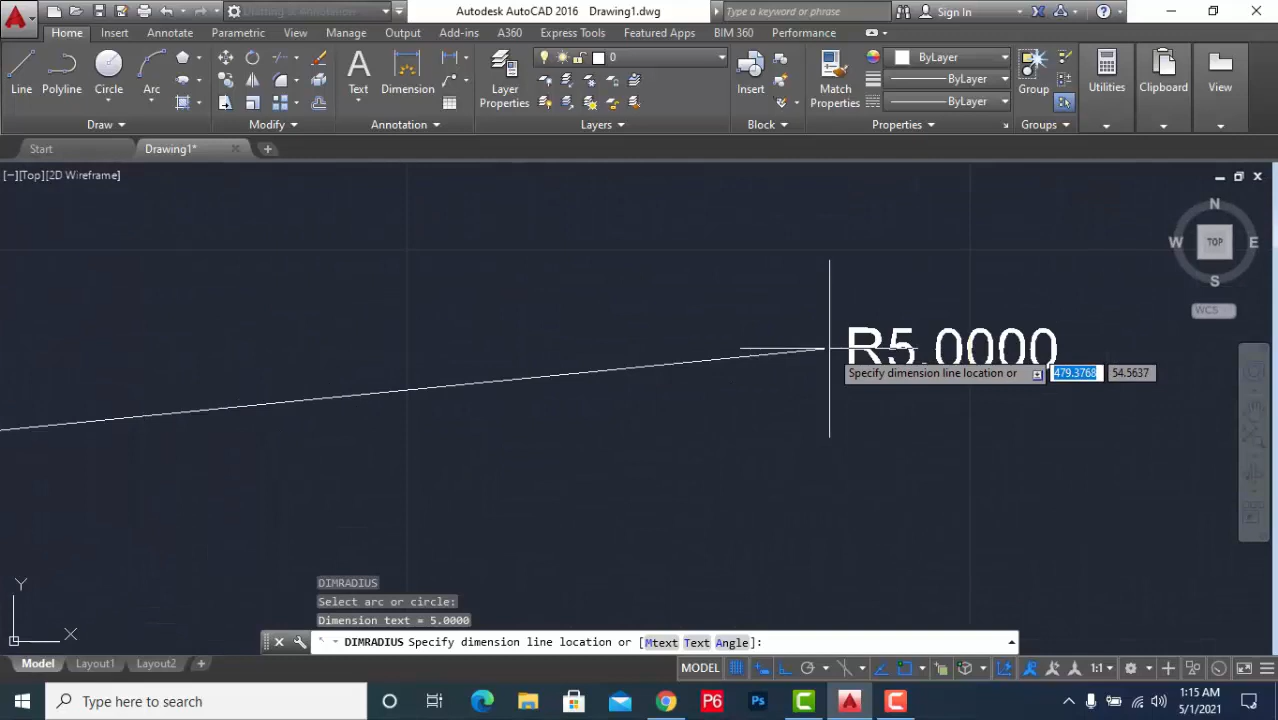 Autodesk AutoCAD 2016 Drawing1.dwg
Type a keyword or phrase
Sign In
Home Insert Annotate Parametric View Manage Output Add-ins A360 Express Tools Featured Apps BIM 360 Performance
0
ByLayer
ByLayer
ByLayer
Line Polyline Circle Arc
Text Dimension
Layer Properties
Insert
Match Properties
Group
Utilities
Clipboard
View
Draw Modify Annotation Layers Block Properties Groups
Start Drawing1*
[−][Top][2D Wireframe]
N
W TOP E
S
WCS
R5.0000
Specify dimension line location or 479.3768 54.5637
Y
X
DIMRADIUS
Select arc or circle:
Dimension text = 5.0000
DIMRADIUS Specify dimension line location or [Mtext Text Angle]:
Model Layout1 Layout2 +
MODEL 1:1
Type here to search
P6 Ps
1:15 AM
5/1/2021